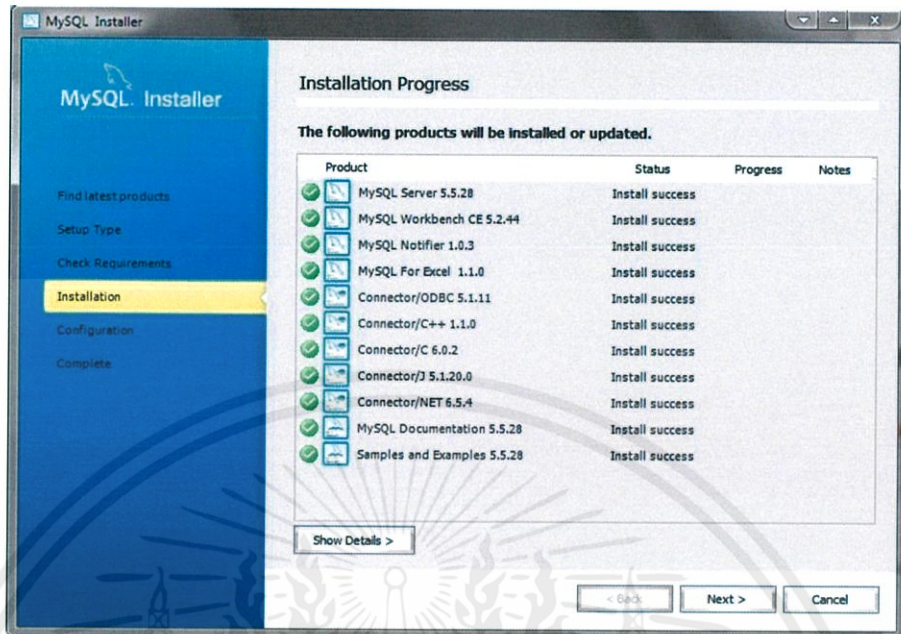 MySQL Installer
MySQL. Installer
Find latest products
Setup Type
Check Requirements
Installation
Configuration
Complete
Installation Progress
The following products will be installed or updated.
Product Status Progress Notes
MySQL Server 5.5.28 Install success
MySQL Workbench CE 5.2.44 Install success
MySQL Notifier 1.0.3 Install success
MySQL For Excel 1.1.0 Install success
Connector/ODBC 5.1.11 Install success
Connector/C++ 1.1.0 Install success
Connector/C 6.0.2 Install success
Connector/J 5.1.20.0 Install success
Connector/NET 6.5.4 Install success
MySQL Documentation 5.5.28 Install success
Samples and Examples 5.5.28 Install success
Show Details >
< Back Next > Cancel